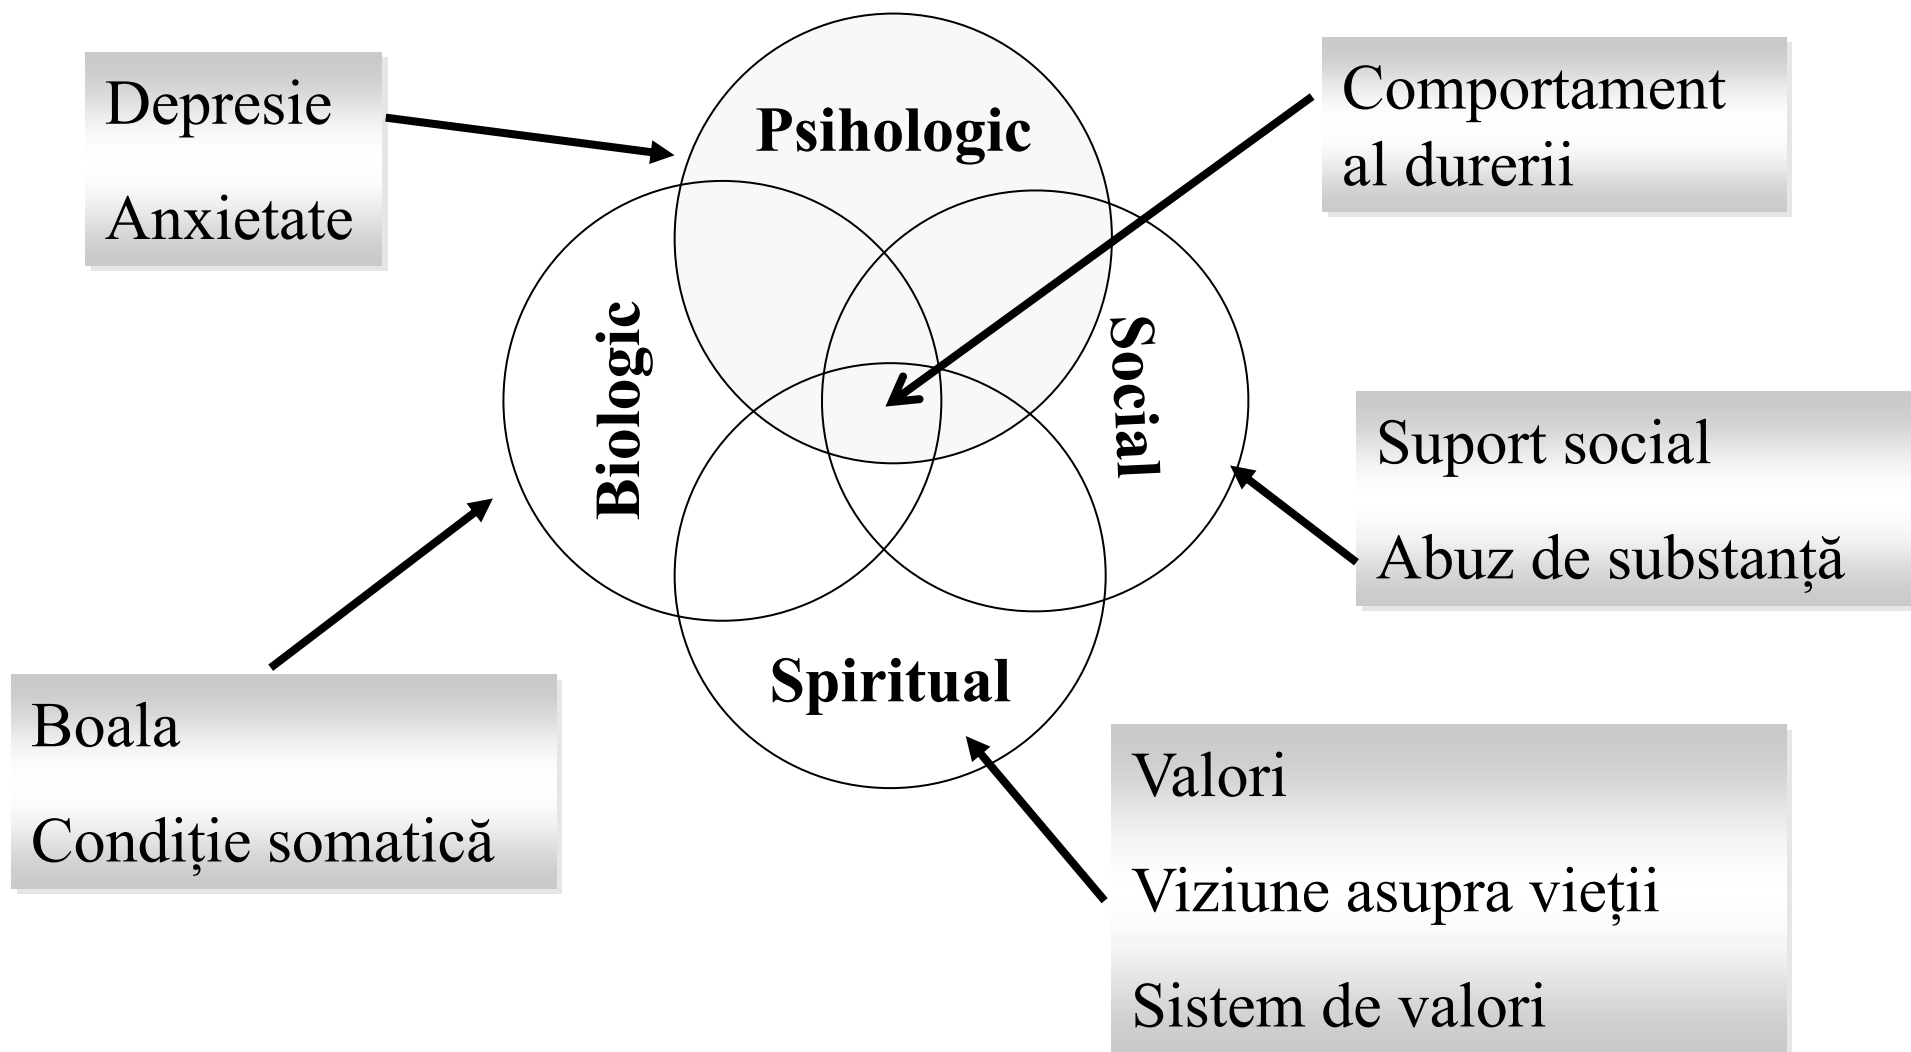 Depresie
Anxietate
Psihologic
Comportament
al durerii
Biologic
Social
Suport social
Abuz de substanță
Boala
Condiție somatică
Spiritual
Valori
Viziune asupra vieții
Sistem de valori